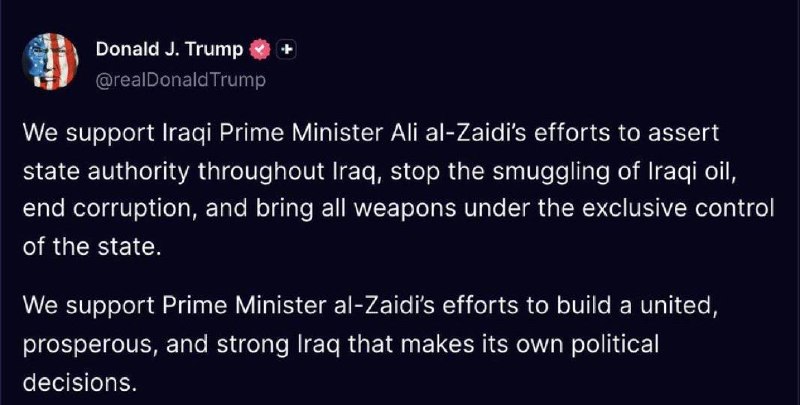 Donald J. Trump
@realDonaldTrump
We support Iraqi Prime Minister Ali al-Zaidi's efforts to assert
state authority throughout Iraq, stop the smuggling of Iraqi oil,
end corruption, and bring all weapons under the exclusive control
of the state.
We support Prime Minister al-Zaidi's efforts to build a united,
prosperous, and strong Iraq that makes its own political
decisions.